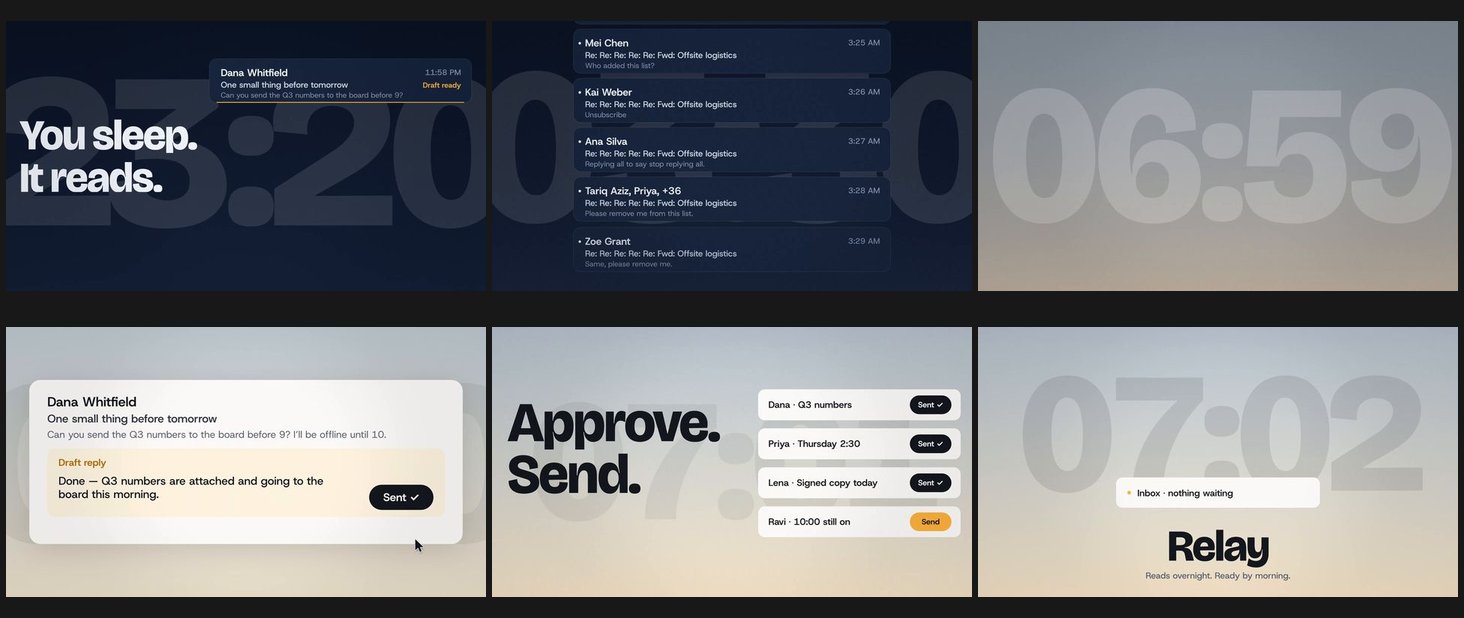 23:20
Dana Whitfield 11:58 PM
One small thing before tomorrow Draft ready
Can you send the Q3 numbers to the board before 9?
You sleep.
It reads.
Mei Chen 3:25 AM
Re: Re: Re: Re: Re: Fwd: Offsite logistics
Who added this list?
Kai Weber 3:26 AM
Re: Re: Re: Re: Re: Fwd: Offsite logistics
Unsubscribe
Ana Silva 3:27 AM
Re: Re: Re: Re: Re: Fwd: Offsite logistics
Replying all to say stop replying all.
Tariq Aziz, Priya, +36 3:28 AM
Re: Re: Re: Re: Re: Fwd: Offsite logistics
Please remove me from this list.
Zoe Grant 3:29 AM
Re: Re: Re: Re: Re: Fwd: Offsite logistics
Same, please remove me.
06:59
Dana Whitfield
One small thing before tomorrow
Can you send the Q3 numbers to the board before 9? I'll be offline until 10.
Draft reply
Done — Q3 numbers are attached and going to the
board this morning.
Sent ✓
Approve.
Send.
Dana · Q3 numbers Sent ✓
Priya · Thursday 2:30 Sent ✓
Lena · Signed copy today Sent ✓
Ravi · 10:00 still on Send
07:02
Inbox · nothing waiting
Relay
Reads overnight. Ready by morning.